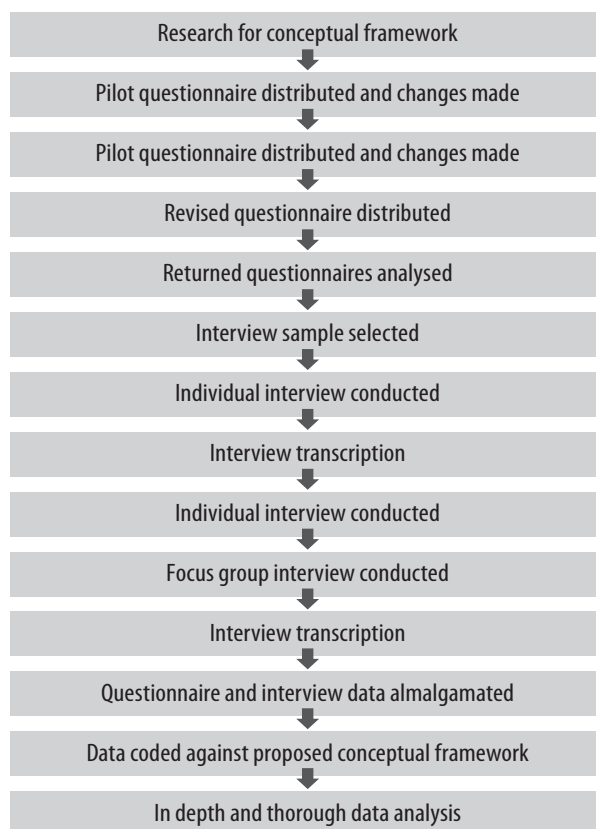 Research for conceptual framework
Pilot questionnaire distributed and changes made
Pilot questionnaire distributed and changes made
Revised questionnaire distributed
Returned questionnaires analysed
Interview sample selected
Individual interview conducted
Interview transcription
Individual interview conducted
Focus group interview conducted
Interview transcription
Questionnaire and interview data almalgamated
Data coded against proposed conceptual framework
In depth and thorough data analysis